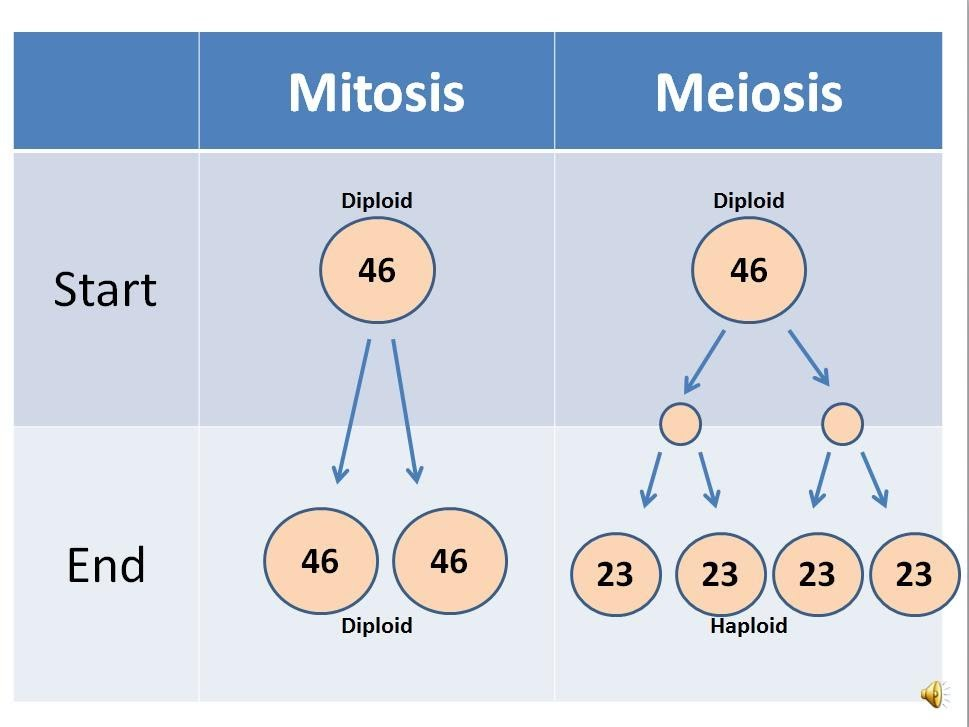 Mitosis Meiosis
Diploid Diploid
Start 46 46
End 46 46 23 23 23 23
Diploid Haploid